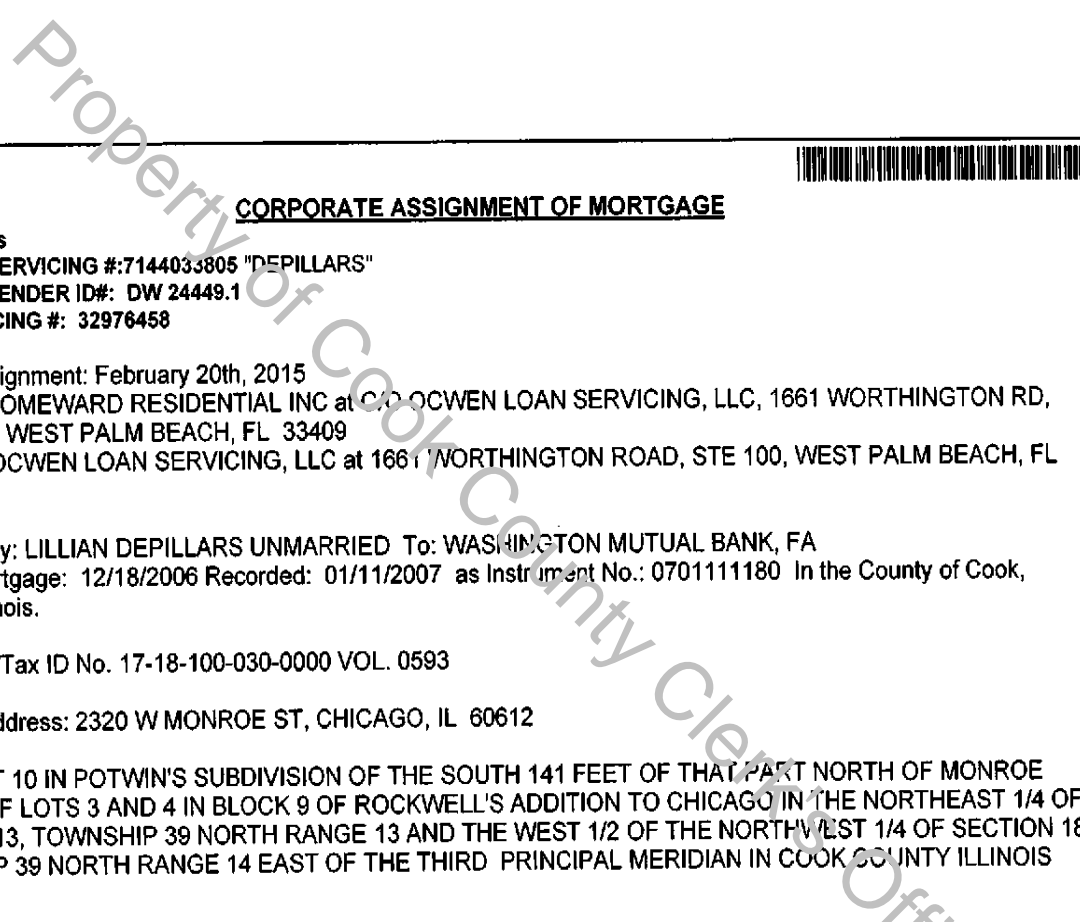 CORPORATE ASSIGNMENT OF MORTGAGE
s
ERVICING #:7144033805 "DEPILLARS"
ENDER ID#: DW 24449.1
CING #: 32976458
ignment: February 20th, 2015
OMEWARD RESIDENTIAL INC at C/O OCWEN LOAN SERVICING, LLC, 1661 WORTHINGTON RD,
WEST PALM BEACH, FL 33409
OCWEN LOAN SERVICING, LLC at 1661 WORTHINGTON ROAD, STE 100, WEST PALM BEACH, FL
y: LILLIAN DEPILLARS UNMARRIED To: WASHINGTON MUTUAL BANK, FA
rtgage: 12/18/2006 Recorded: 01/11/2007 as Instrument No.: 0701111180 In the County of Cook,
nois.
/Tax ID No. 17-18-100-030-0000 VOL. 0593
ddress: 2320 W MONROE ST, CHICAGO, IL 60612
T 10 IN POTWIN'S SUBDIVISION OF THE SOUTH 141 FEET OF THAT PART NORTH OF MONROE
F LOTS 3 AND 4 IN BLOCK 9 OF ROCKWELL'S ADDITION TO CHICAGO IN THE NORTHEAST 1/4 OF
13, TOWNSHIP 39 NORTH RANGE 13 AND THE WEST 1/2 OF THE NORTHWEST 1/4 OF SECTION 18
P 39 NORTH RANGE 14 EAST OF THE THIRD PRINCIPAL MERIDIAN IN COOK COUNTY ILLINOIS
Property of Cook County Clerk's Offi